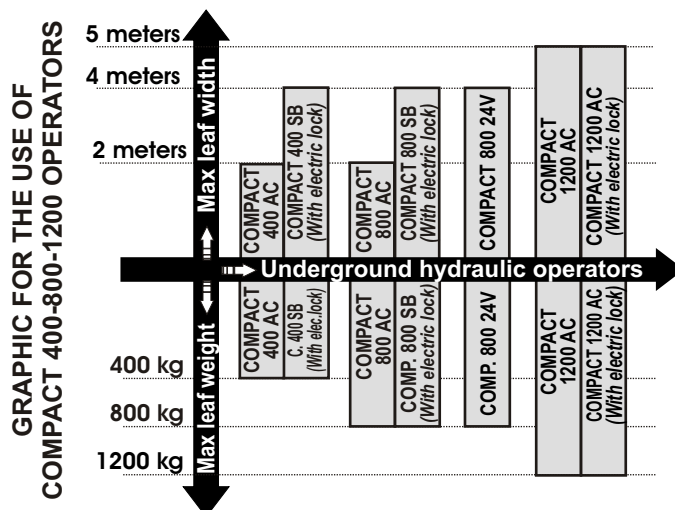 GRAPHIC FOR THE USE OF
COMPACT 400-800-1200 OPERATORS
5 meters
4 meters
2 meters
Max leaf width
COMPACT
400 AC
COMPACT 400 SB
(With electric lock)
COMPACT
800 AC
COMPACT 800 SB
(With electric lock)
COMPACT 800 24V
COMPACT
1200 AC
COMPACT 1200 AC
(With electric lock)
Underground hydraulic operators
Max leaf weight
400 kg
800 kg
1200 kg
COMPACT
400 AC
C. 400 SB
(With elec.lock)
COMPACT
800 AC
COMP. 800 SB
(With electric lock)
COMP. 800 24V
COMPACT
1200 AC
COMPACT 1200 AC
(With electric lock)